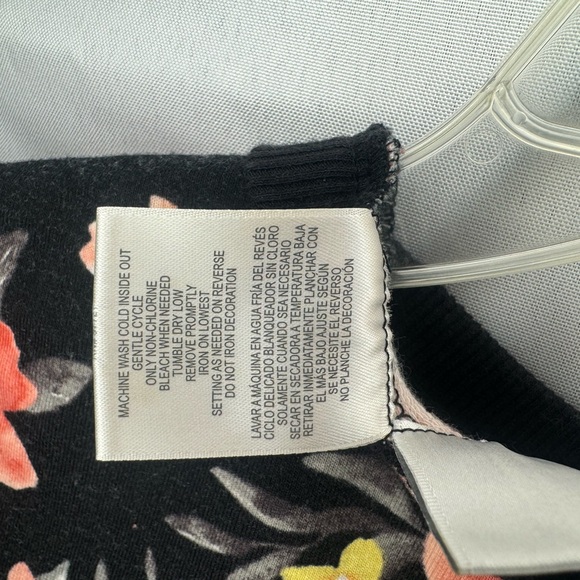 MACHINE WASH COLD INSIDE OUT
GENTLE CYCLE
ONLY NON-CHLORINE
BLEACH WHEN NEEDED
TUMBLE DRY LOW
REMOVE PROMPTLY
IRON ON LOWEST
SETTING AS NEEDED ON REVERSE
DO NOT IRON DECORATION
LAVAR A MÁQUINA EN AGUA FRÍA DEL REVÉS
CICLO DELICADO BLANQUEADOR SIN CLORO
SOLAMENTE CUANDO SEA NECESARIO
SECAR EN SECADORA A TEMPERATURA BAJA
RETIRAR INMEDIATAMENTE PLANCHAR CON
EL MÁS BAJO AJUSTE SEGÚN
SE NECESITE EL REVERSO
NO PLANCHE LA DECORACIÓN